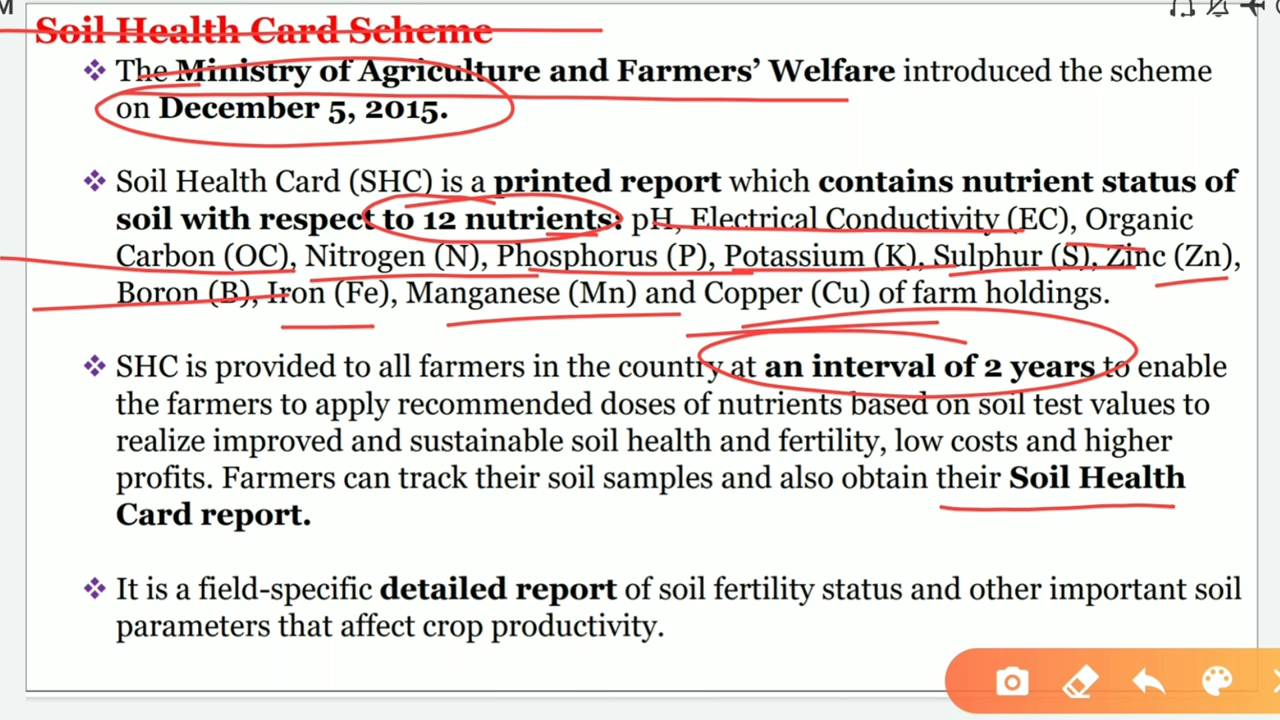 M
Soil Health Card Scheme
❖ The Ministry of Agriculture and Farmers’ Welfare introduced the scheme
on December 5, 2015.
❖ Soil Health Card (SHC) is a printed report which contains nutrient status of
soil with respect to 12 nutrients: pH, Electrical Conductivity (EC), Organic
Carbon (OC), Nitrogen (N), Phosphorus (P), Potassium (K), Sulphur (S), Zinc (Zn),
Boron (B), Iron (Fe), Manganese (Mn) and Copper (Cu) of farm holdings.
❖ SHC is provided to all farmers in the country at an interval of 2 years to enable
the farmers to apply recommended doses of nutrients based on soil test values to
realize improved and sustainable soil health and fertility, low costs and higher
profits. Farmers can track their soil samples and also obtain their Soil Health
Card report.
❖ It is a field-specific detailed report of soil fertility status and other important soil
parameters that affect crop productivity.